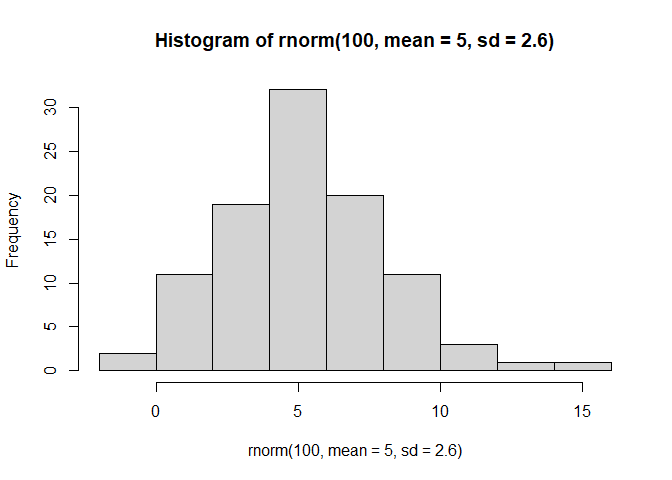 Histogram of rnorm(100, mean = 5, sd = 2.6)
30
25
20
15
10
5
0
Frequency
0 5 10 15
rnorm(100, mean = 5, sd = 2.6)